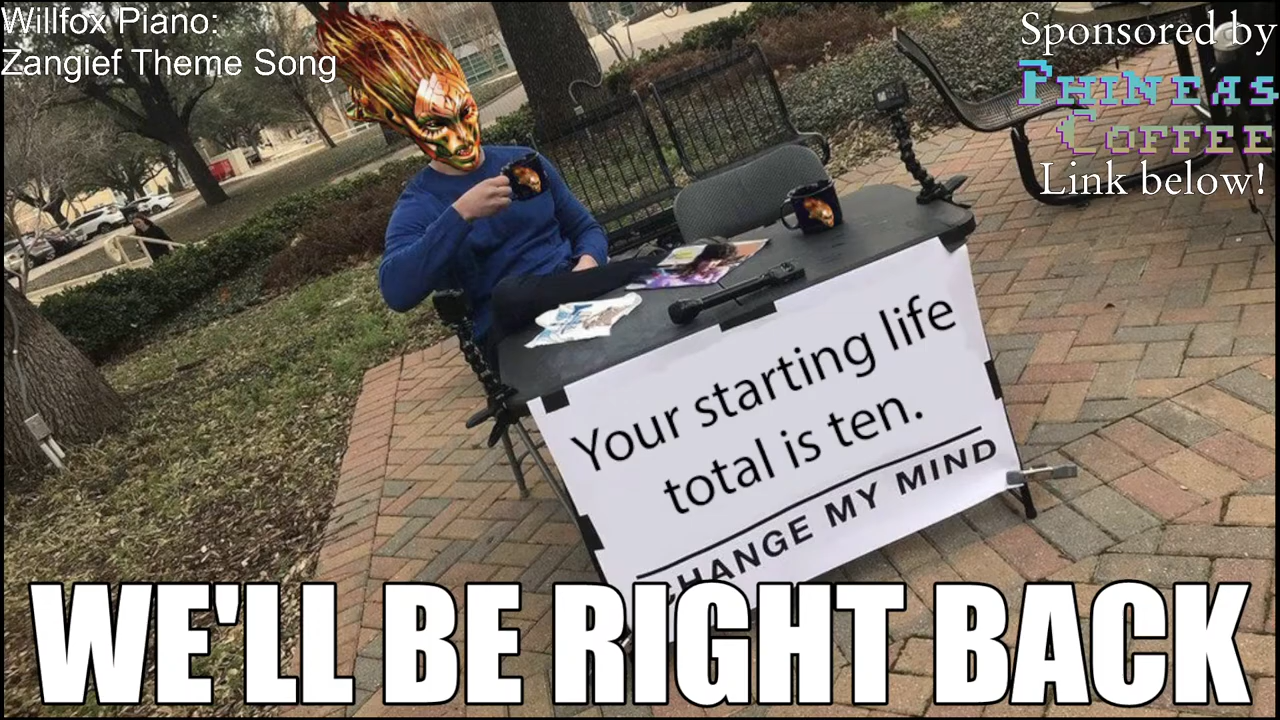 Willfox Piano:
Zangief Theme Song
Sponsored by
PHINEAS
COFFEE
Link below!
Your starting life
total is ten.
CHANGE MY MIND
WE'LL BE RIGHT BACK